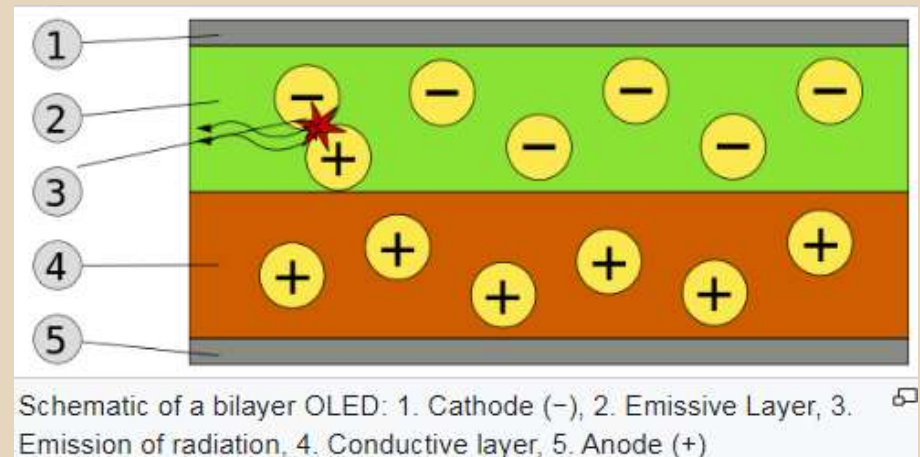 1
2
3
4
5
− − − −
− −
+
+ + + + + +
Schematic of a bilayer OLED: 1. Cathode (−), 2. Emissive Layer, 3.
Emission of radiation, 4. Conductive layer, 5. Anode (+)